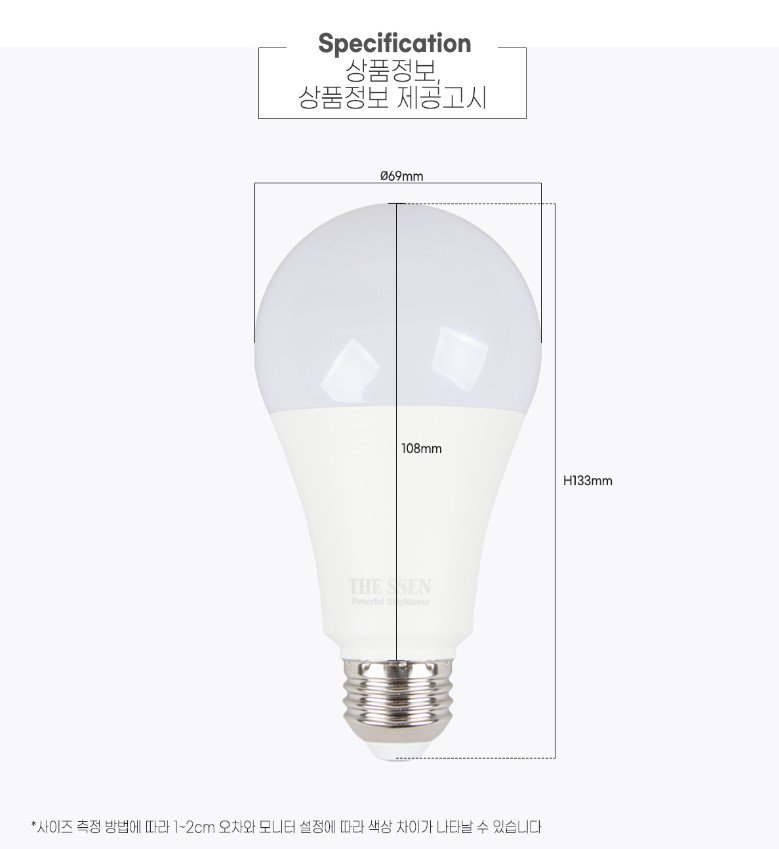 Specification
상품정보,
상품정보 제공고시
Ø69mm
108mm
H133mm
THE SSEN
Powerful Brightness
*사이즈 측정 방법에 따라 1~2cm 오차와 모니터 설정에 따라 색상 차이가 나타날 수 있습니다